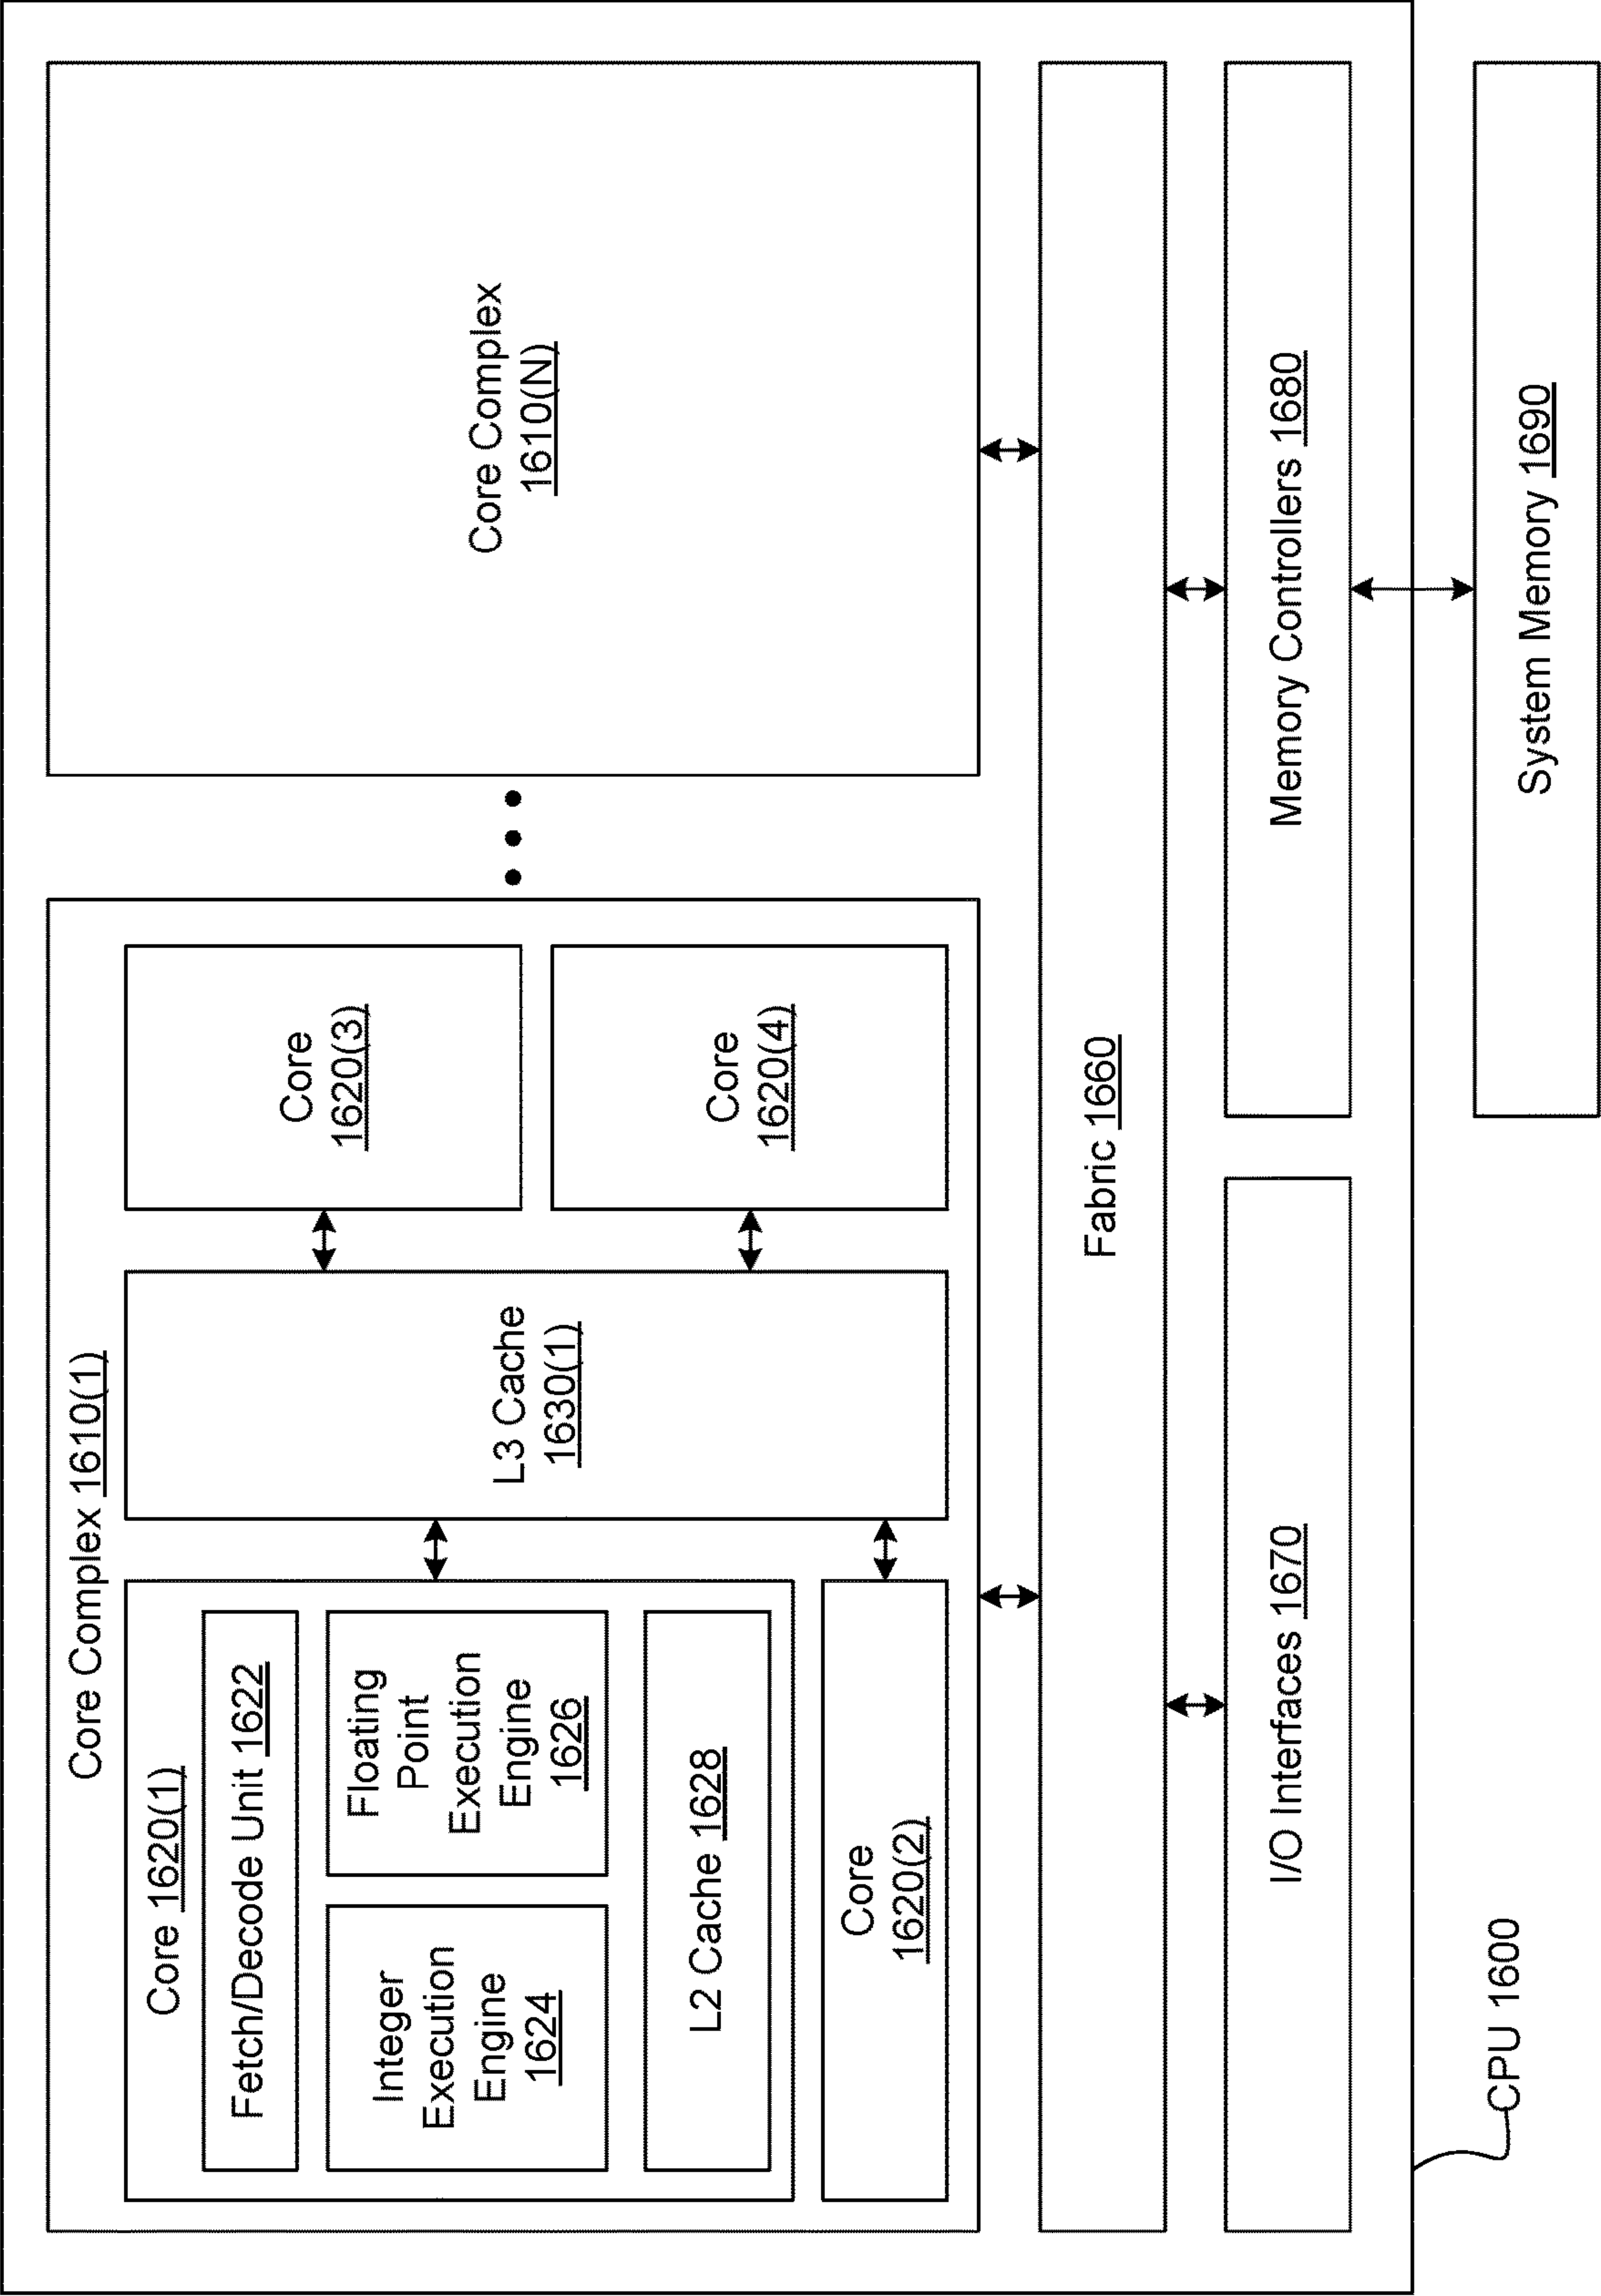 Core Complex 1610(1)
Core 1620(1)
Fetch/Decode Unit 1622
Integer
Execution
Engine
1624
Floating
Point
Execution
Engine
1626
L2 Cache 1628
Core
1620(2)
L3 Cache
1630(1)
Core
1620(3)
Core
1620(4)
Core Complex
1610(N)
Fabric 1660
I/O Interfaces 1670
Memory Controllers 1680
CPU 1600
System Memory 1690